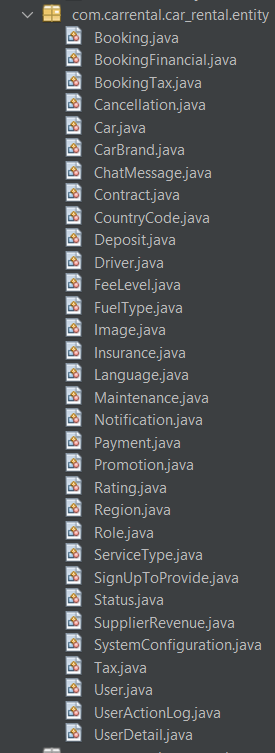 com.carrental.car_rental.entity
Booking.java
BookingFinancial.java
BookingTax.java
Cancellation.java
Car.java
CarBrand.java
ChatMessage.java
Contract.java
CountryCode.java
Deposit.java
Driver.java
FeeLevel.java
FuelType.java
Image.java
Insurance.java
Language.java
Maintenance.java
Notification.java
Payment.java
Promotion.java
Rating.java
Region.java
Role.java
ServiceType.java
SignUpToProvide.java
Status.java
SupplierRevenue.java
SystemConfiguration.java
Tax.java
User.java
UserActionLog.java
UserDetail.java